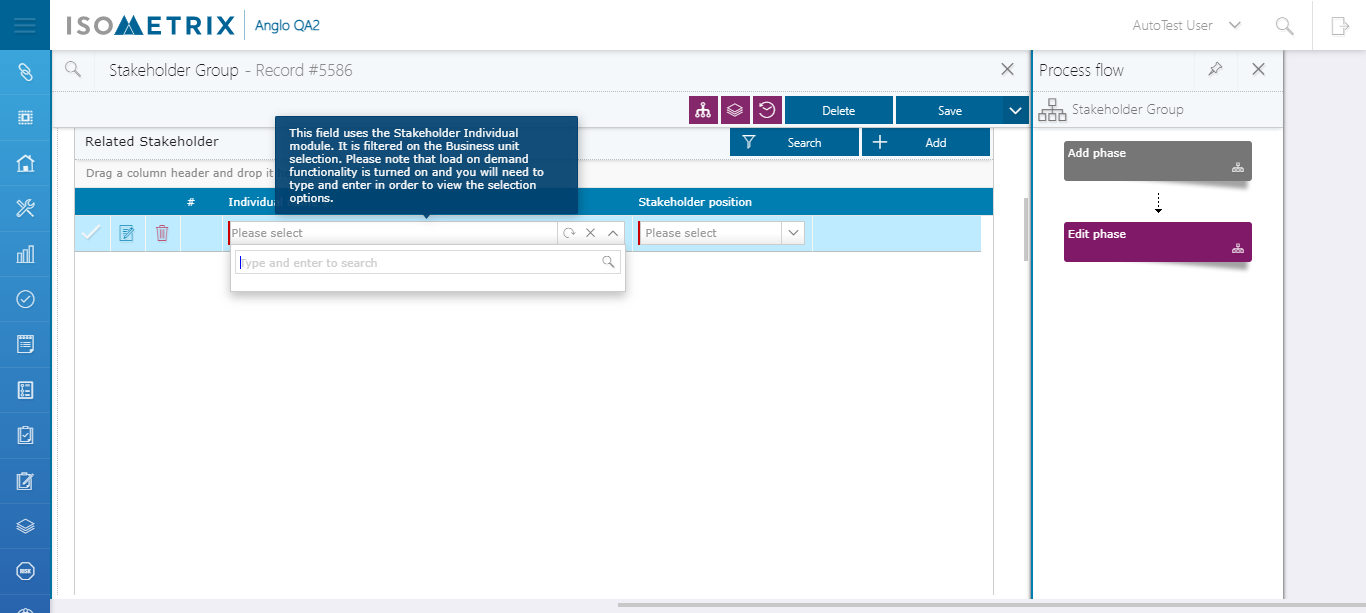 ISOMETRIX Anglo QA2
AutoTest User
Stakeholder Group - Record #5586
Process flow
Delete
Save
Stakeholder Group
Related Stakeholder
Search
Add
Drag a column header and drop it
This field uses the Stakeholder Individual
module. It is filtered on the Business unit
selection. Please note that load on demand
functionality is turned on and you will need to
type and enter in order to view the selection
options.
# Individual Stakeholder position
Please select
Please select
Type and enter to search
Add phase
Edit phase
RISK